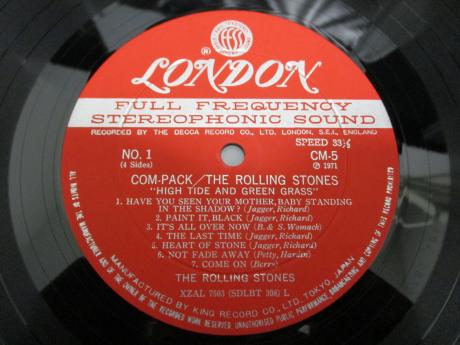 ®
LONDON
FULL FREQUENCY
STEREOPHONIC SOUND
RECORDED BY THE DECCA RECORD CO., LTD. LONDON, S.E.I., ENGLAND
SPEED 33⅓
NO. 1
CM-5
(4 Sides)
℗ 1971
COM-PACK/THE ROLLING STONES
"HIGH TIDE AND GREEN GRASS"
1. HAVE YOU SEEN YOUR MOTHER, BABY STANDING
IN THE SHADOW? (Jagger, Richard)
2. PAINT IT, BLACK (Jagger, Richard)
3. IT'S ALL OVER NOW (B. & S. Womack)
4. THE LAST TIME (Jagger, Richard)
5. HEART OF STONE (Jagger, Richard)
6. NOT FADE AWAY (Petty, Hardin)
7. COME ON (Berry)
THE ROLLING STONES
XZAL 7503 (SDLBT 308) L
MANUFACTURED BY KING RECORD CO., LTD, TOKYO, JAPAN
ALL RIGHTS OF THE MANUFACTURER AND OF THE OWNER OF THE RECORDED WORK RESERVED. UNAUTHORISED PUBLIC PERFORMANCE, BROADCASTING AND COPYING OF THIS RECORD PROHIBITED